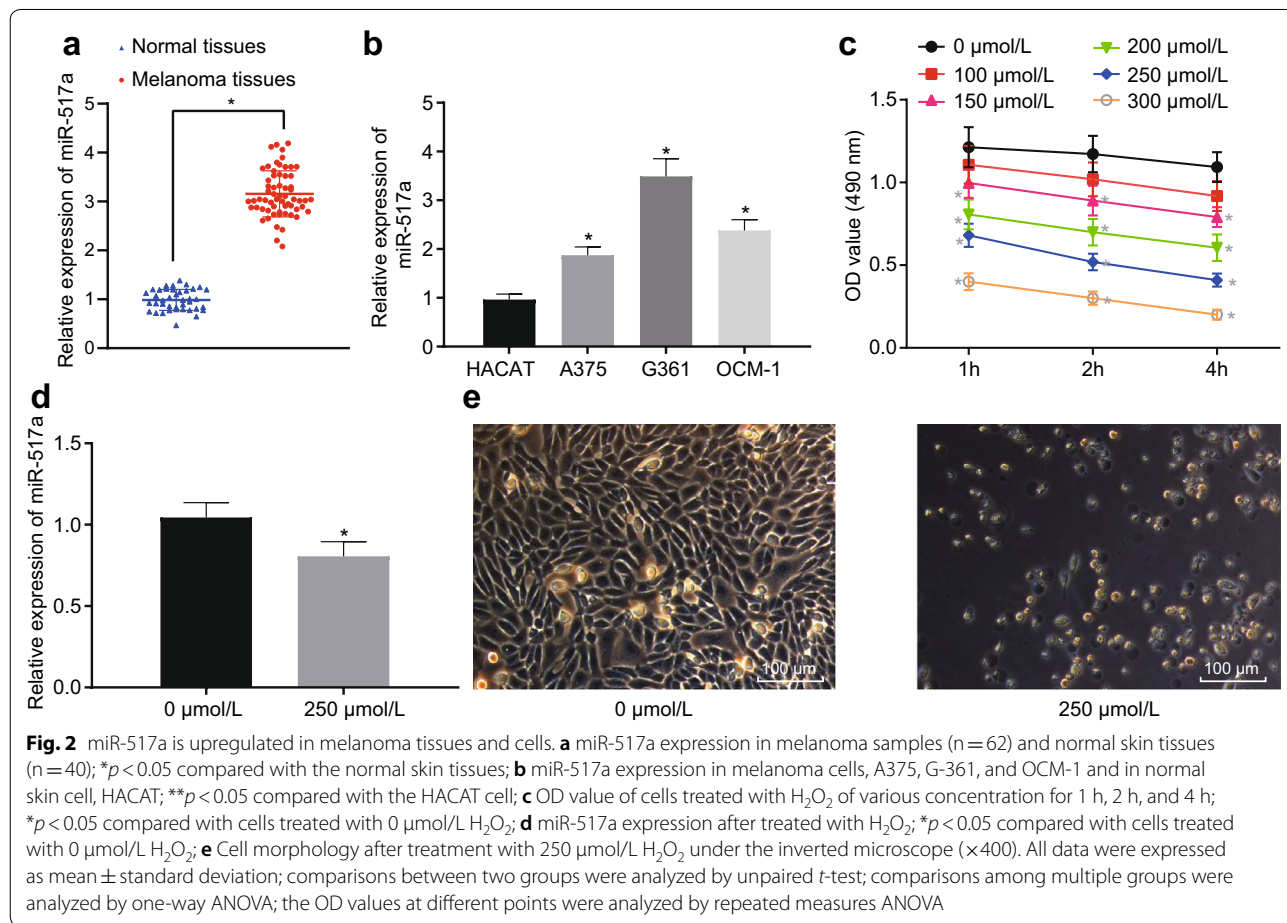 a
Normal tissues
Melanoma tissues
Relative expression of miR-517a
5
4
3
2
1
0
*
b
Relative expression of
miR-517a
5
4
3
2
1
0
*
*
*
HACAT A375 G361 OCM-1
c
0 µmol/L 200 µmol/L
100 µmol/L 250 µmol/L
150 µmol/L 300 µmol/L
OD value (490 nm)
1.5
1.0
0.5
0.0
* * *
* * *
* * *
* * *
1h 2h 4h
d
Relative expression of miR-517a
1.5
1.0
0.5
0.0
*
0 µmol/L 250 µmol/L
e
100 µm
0 µmol/L
100 µm
250 µmol/L
Fig. 2 miR-517a is upregulated in melanoma tissues and cells. a miR-517a expression in melanoma samples (n = 62) and normal skin tissues
(n = 40); *p < 0.05 compared with the normal skin tissues; b miR-517a expression in melanoma cells, A375, G-361, and OCM-1 and in normal
skin cell, HACAT; **p < 0.05 compared with the HACAT cell; c OD value of cells treated with H₂O₂ of various concentration for 1 h, 2 h, and 4 h;
*p < 0.05 compared with cells treated with 0 µmol/L H₂O₂; d miR-517a expression after treated with H₂O₂; *p < 0.05 compared with cells treated
with 0 µmol/L H₂O₂; e Cell morphology after treatment with 250 µmol/L H₂O₂ under the inverted microscope (×400). All data were expressed
as mean ± standard deviation; comparisons between two groups were analyzed by unpaired t-test; comparisons among multiple groups were
analyzed by one-way ANOVA; the OD values at different points were analyzed by repeated measures ANOVA